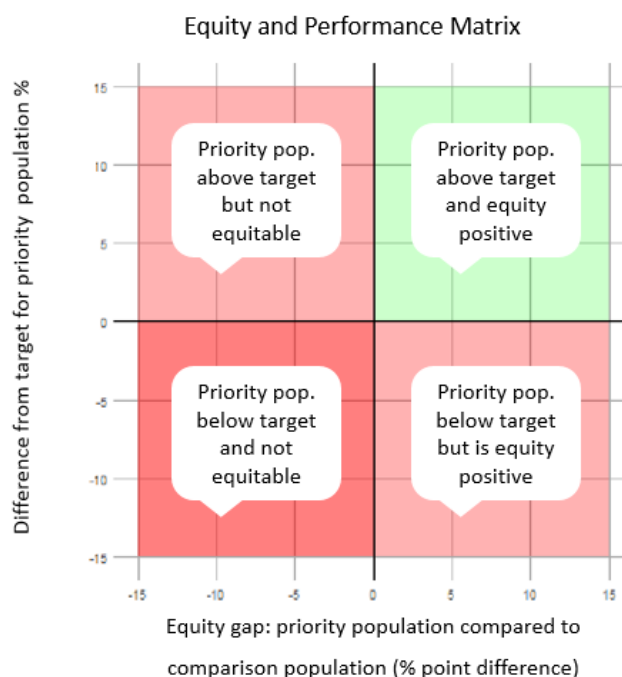 Equity and Performance Matrix
Difference from target for priority population %
15
10
5
0
-5
-10
-15
Priority pop.
above target
but not
equitable
Priority pop.
above target
and equity
positive
Priority pop.
below target
and not
equitable
Priority pop.
below target
but is equity
positive
-15
-10
-5
0
5
10
15
Equity gap: priority population compared to
comparison population (% point difference)